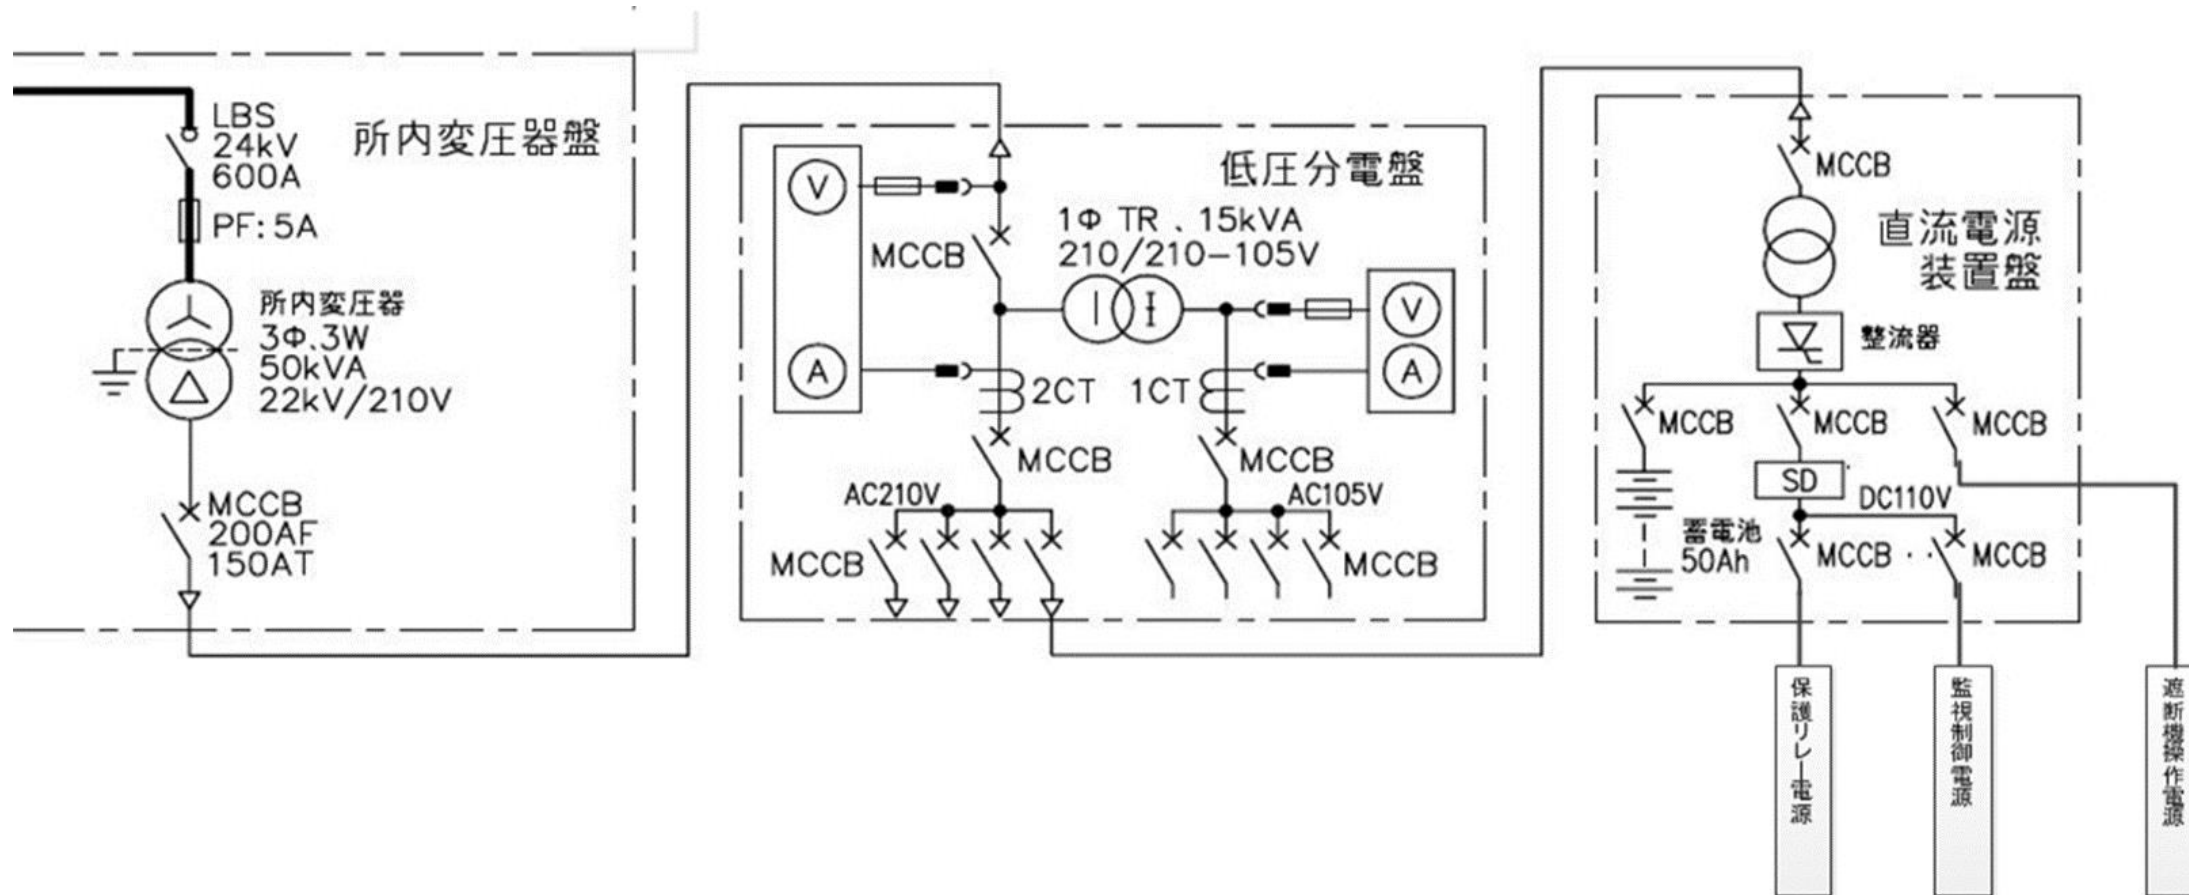 LBS
24kV
600A
PF: 5A
所内変圧器盤
所内変圧器
3Φ.3W
50kVA
22kV/210V
MCCB
200AF
150AT
低圧分電盤
V
A
MCCB
1Φ TR 、15kVA
210/210-105V
V
A
2CT
1CT
MCCB
MCCB
AC210V
AC105V
MCCB
MCCB
MCCB
直流電源
装置盤
整流器
MCCB
MCCB
MCCB
SD
DC110V
蓄電池
50Ah
MCCB
MCCB
保護リレー電源
監視制御電源
遮断機操作電源